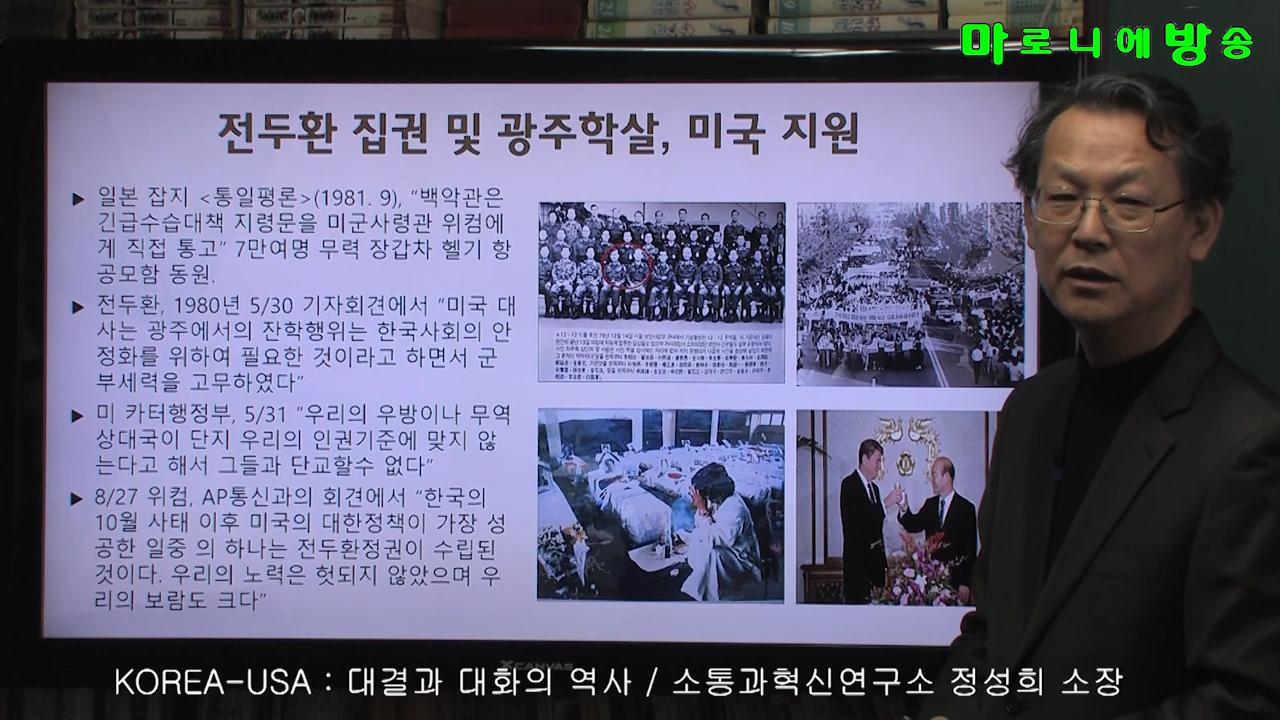 마로니에방송
전두환 집권 및 광주학살, 미국 지원
▶ 일본 잡지 <통일평론>(1981. 9), “백악관은
긴급수습대책 지령문을 미군사령관 위컴에
게 직접 통고” 7만여명 무력 장갑차 헬기 항
공모함 동원.
▶ 전두환, 1980년 5/30 기자회견에서 “미국 대
사는 광주에서의 잔학행위는 한국사회의 안
정화를 위하여 필요한 것이라고 하면서 군
부세력을 고무하였다”
▶ 미 카터행정부, 5/31 “우리의 우방이나 무역
상대국이 단지 우리의 인권기준에 맞지 않
는다고 해서 그들과 단교할수 없다”
▶ 8/27 위컴, AP통신과의 회견에서 “한국의
10월 사태 이후 미국의 대한정책이 가장 성
공한 일중 의 하나는 전두환정권이 수립된
것이다. 우리의 노력은 헛되지 않았으며 우
리의 보람도 크다”
XCANVAS
KOREA-USA : 대결과 대화의 역사 / 소통과혁신연구소 정성희 소장